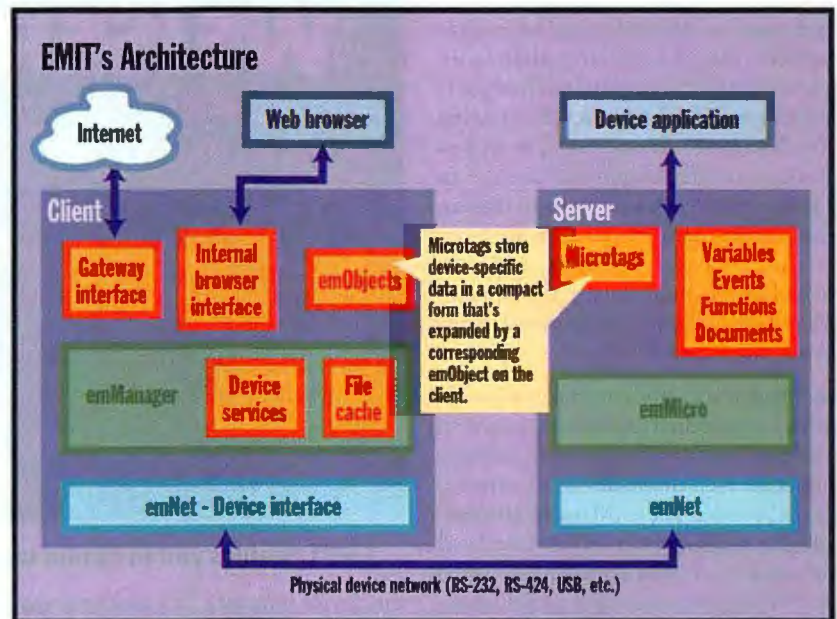 EMIT's Architecture
Internet
Web browser
Device application
Client
Server
Gateway
interface
Internal
browser
interface
emObjects
Microtags store
device-specific
data in a compact
form that's
expanded by a
corresponding
emObject on the
client.
Microtags
Variables
Events
Functions
Documents
emManager
Device
services
File
cache
emMicro
emNet - Device interface
emNet
Physical device network (RS-232, RS-424, USB, etc.)